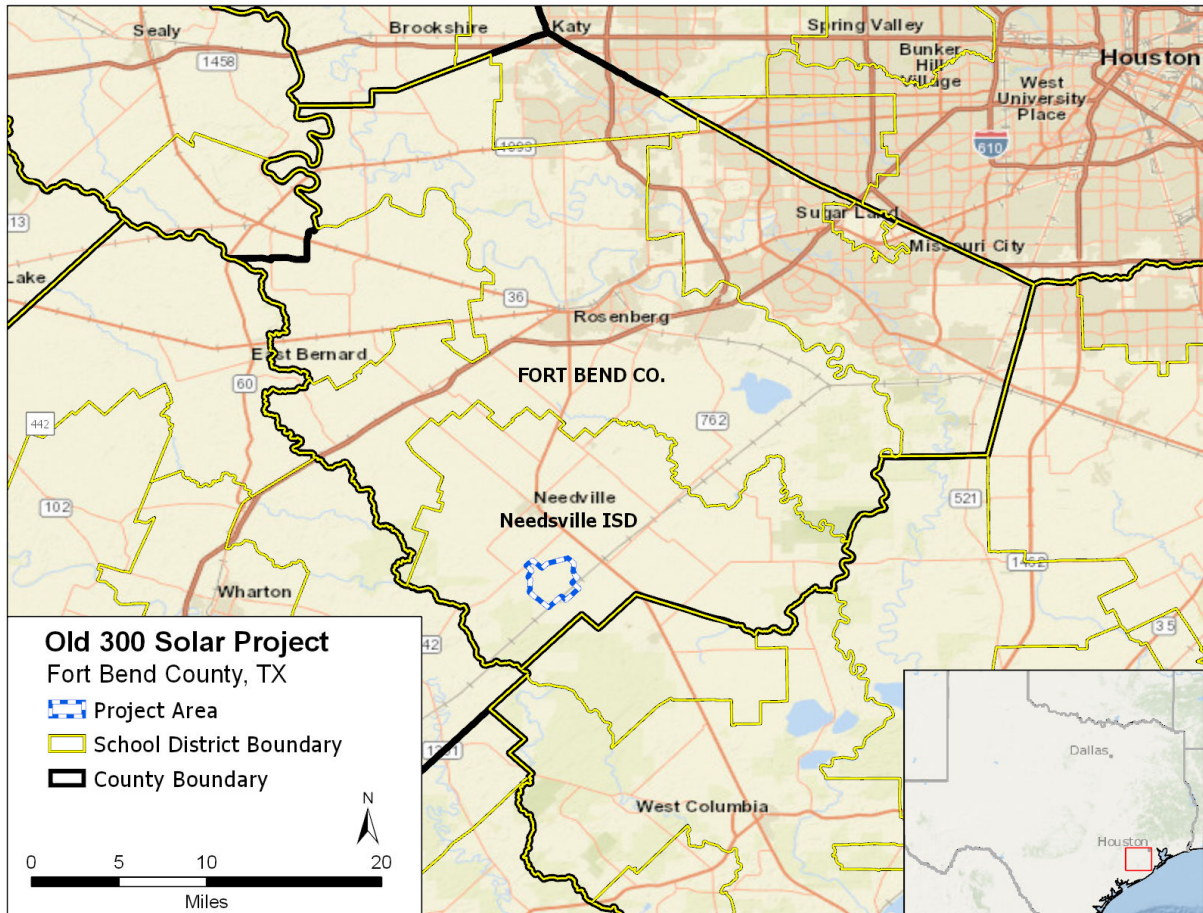 Sealy
Brookshire
Katy
Spring Valley
1458
Bunker
Hill
Village
Houston
West
University
Place
1093
610
13
Sugar Land
Missouri City
Lake
36
Rosenberg
East Bernard
60
FORT BEND CO.
442
762
102
Needville
Needsville ISD
521
1462
Wharton
35
42
1301
West Columbia
Old 300 Solar Project
Fort Bend County, TX
Project Area
School District Boundary
County Boundary
N
0 5 10 20
Miles
Dallas
Houston